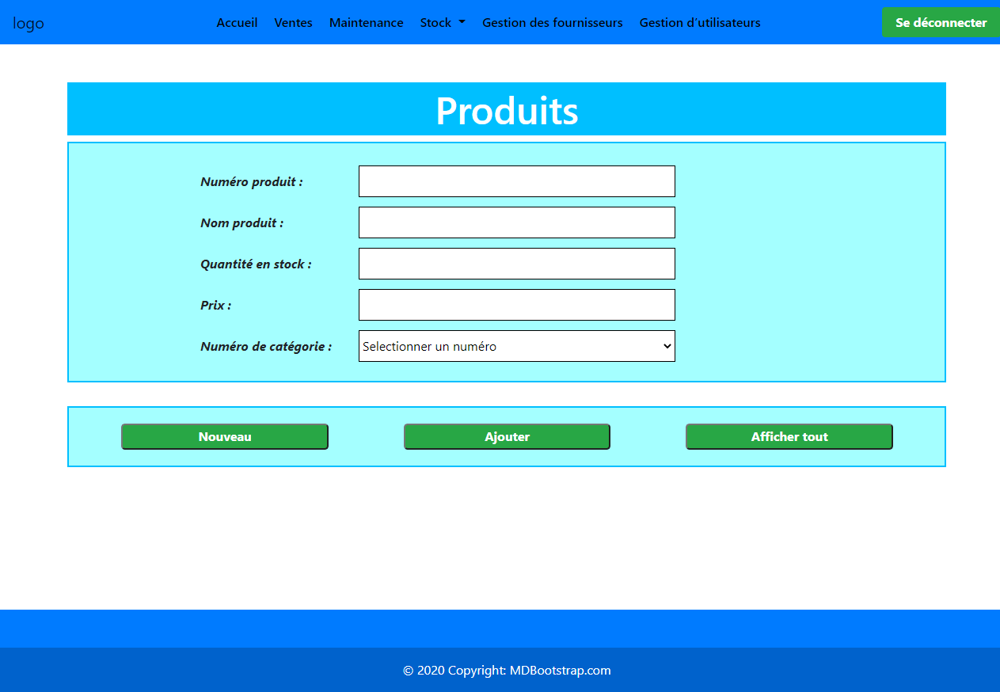 logo Accueil Ventes Maintenance Stock Gestion des fournisseurs Gestion d'utilisateurs Se déconnecter
Produits
Numéro produit :
Nom produit :
Quantité en stock :
Prix :
Numéro de catégorie : Selectionner un numéro
Nouveau Ajouter Afficher tout
© 2020 Copyright: MDBootstrap.com